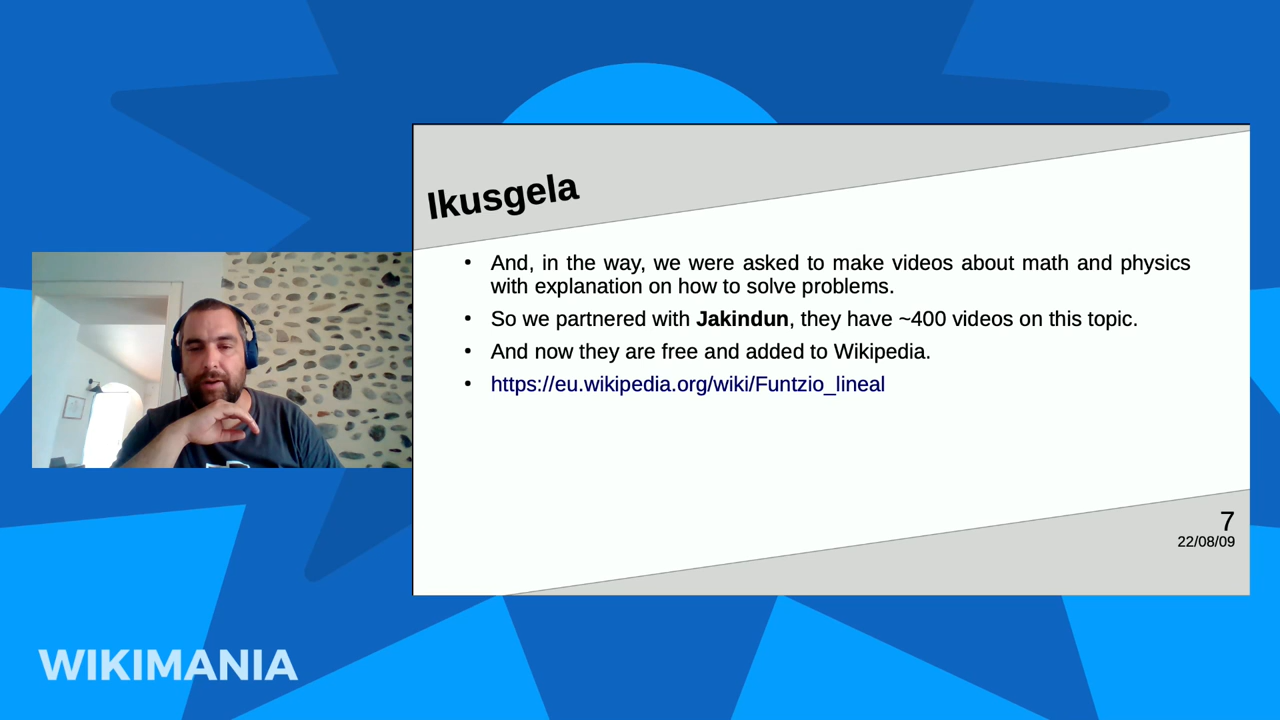 Ikusgela
• And, in the way, we were asked to make videos about math and physics
with explanation on how to solve problems.
• So we partnered with Jakindun, they have ~400 videos on this topic.
• And now they are free and added to Wikipedia.
• https://eu.wikipedia.org/wiki/Funtzio_lineal
7
22/08/09
WIKIMANIA